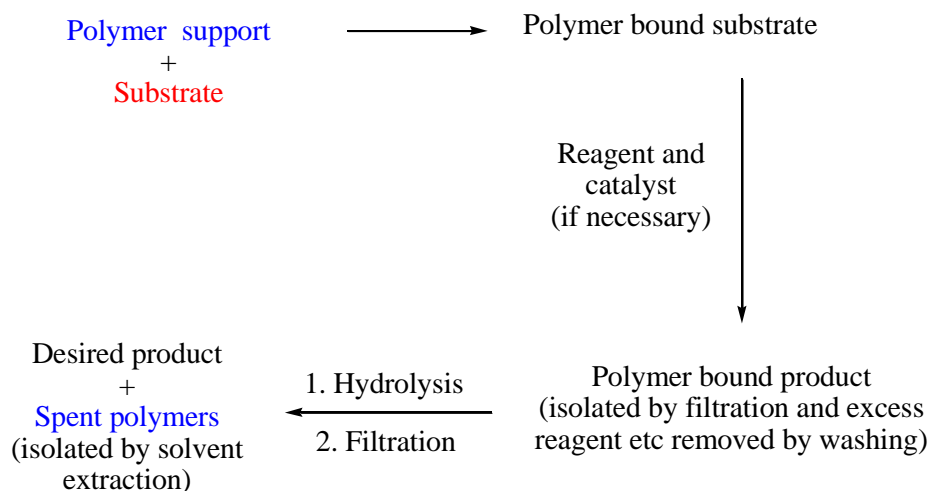 Polymer support
+
Substrate
Polymer bound substrate
Reagent and
catalyst
(if necessary)
Polymer bound product
(isolated by filtration and excess
reagent etc removed by washing)
1. Hydrolysis
2. Filtration
Desired product
+
Spent polymers
(isolated by solvent
extraction)